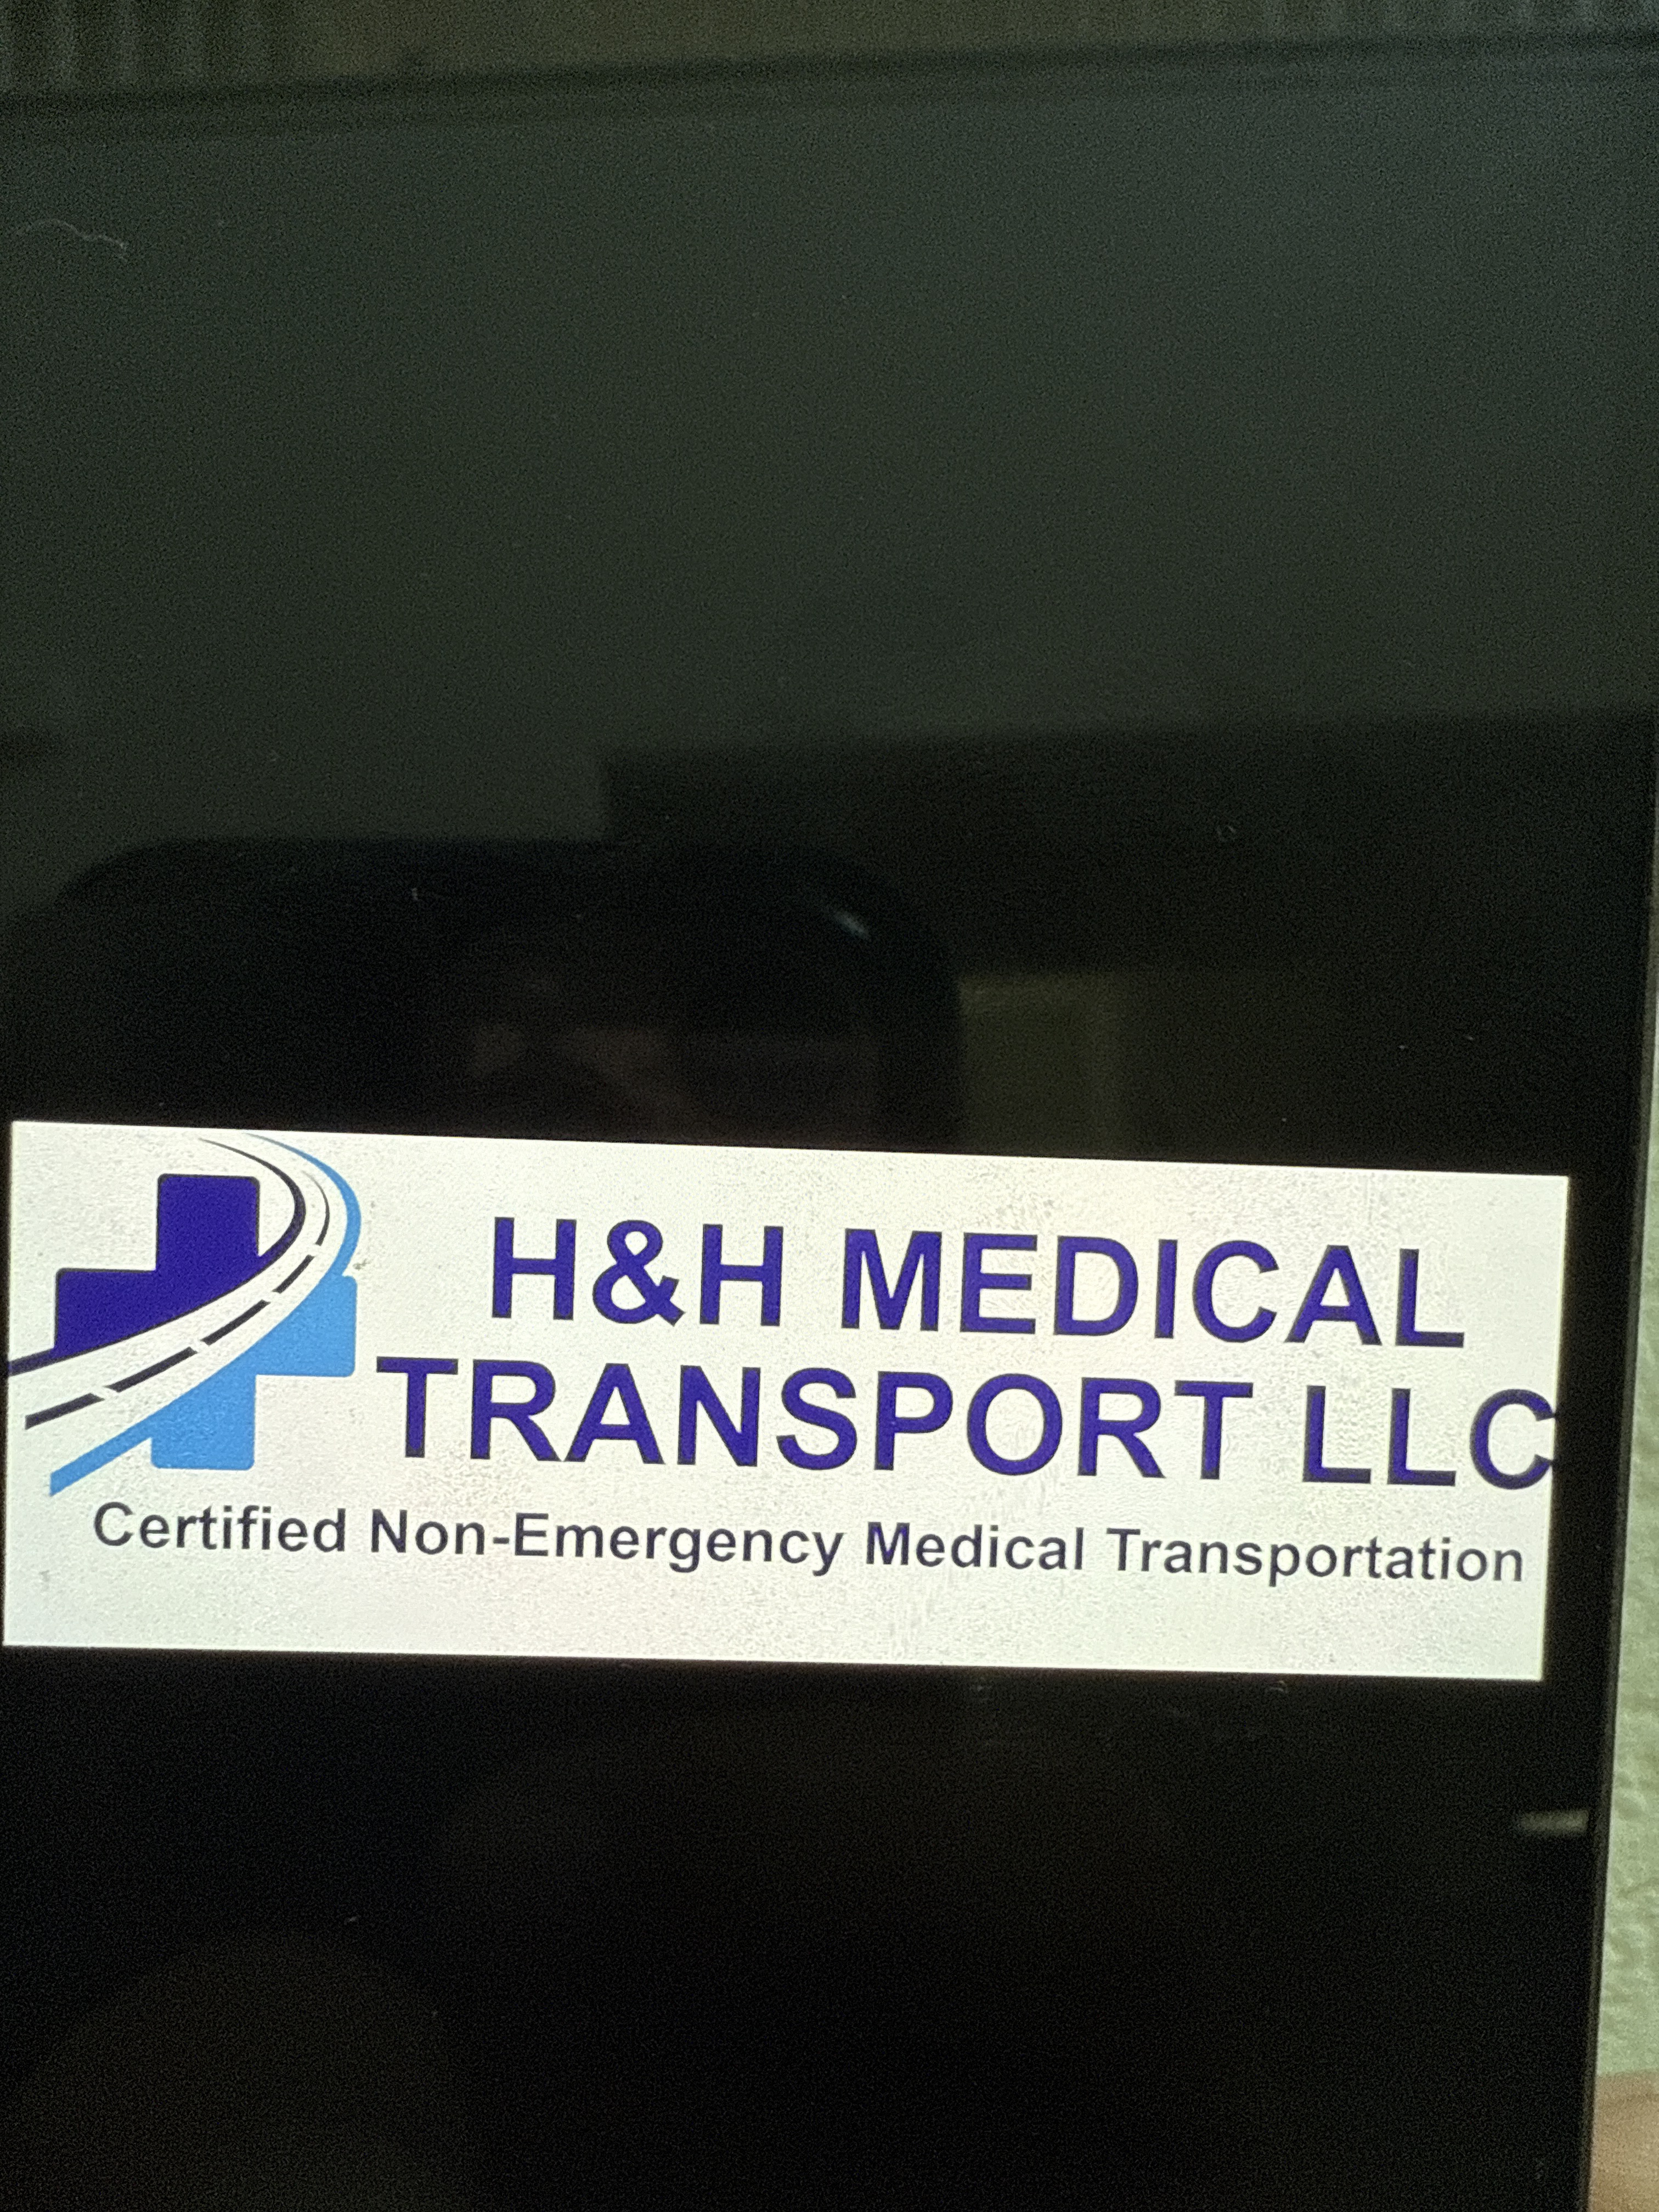 H&H MEDICAL
TRANSPORT LLC
Certified Non-Emergency Medical Transportation